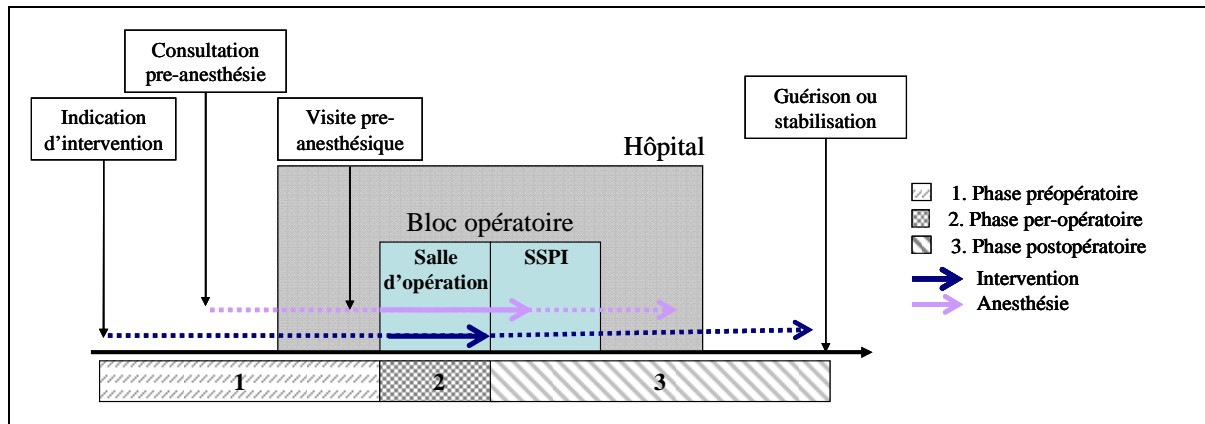 Consultation
pre-anesthésie
Indication
d'intervention
Visite pre-
anesthésique
Guérison ou
stabilisation
Hôpital
Bloc opératoire
Salle
d'opération
SSPI
1. Phase préopératoire
2. Phase per-opératoire
3. Phase postopératoire
Intervention
Anesthésie
1
2
3